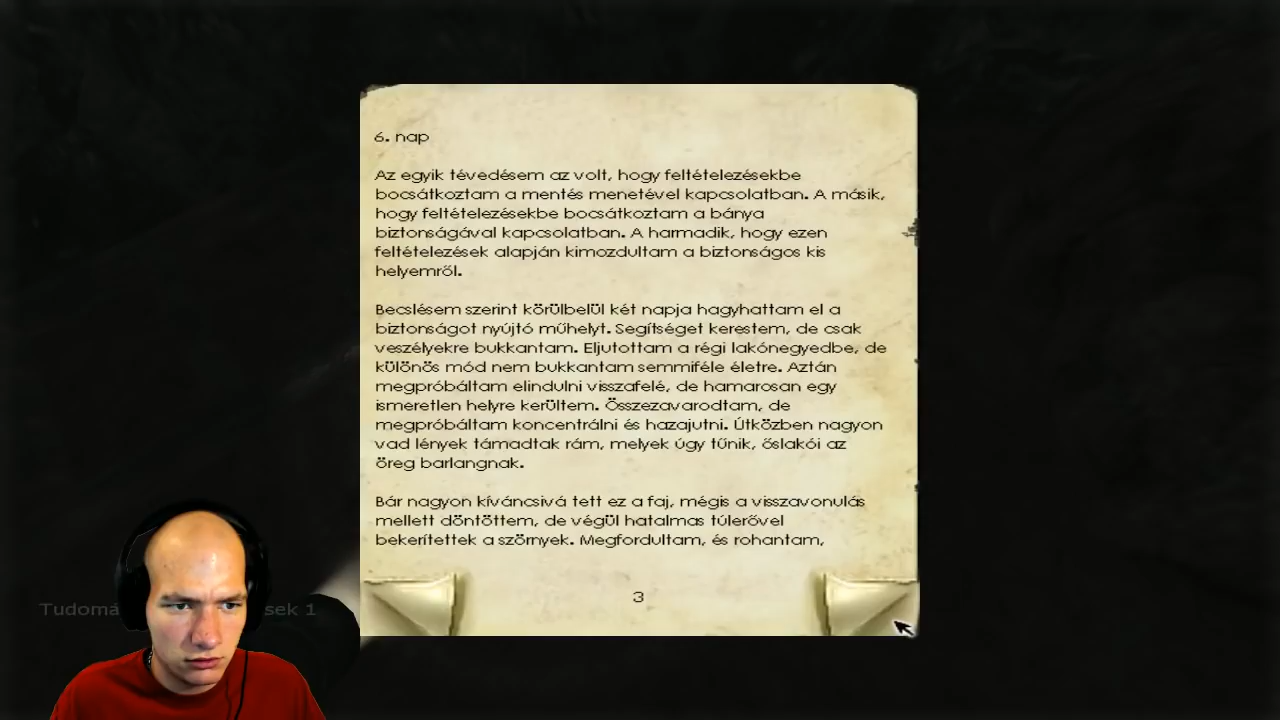 6. nap
Az egyik tévedésem az volt, hogy feltételezésekbe
bocsátkoztam a mentés menetével kapcsolatban. A másik,
hogy feltételezésekbe bocsátkoztam a bánya
biztonságával kapcsolatban. A harmadik, hogy ezen
feltételezések alapján kimozdultam a biztonságos kis
helyemről.
Becslésem szerint körülbelül két napja hagyhattam el a
biztonságot nyújtó műhelyt. Segítséget kerestem, de csak
veszélyekre bukkantam. Eljutottam a régi lakónegyedbe, de
különös mód nem bukkantam semmiféle életre. Aztán
megpróbáltam elindulni visszafelé, de hamarosan egy
ismeretlen helyre kerültem. Összezavarodtam, de
megpróbáltam koncentrálni és hazajutni. Útközben nagyon
vad lények támadtak rám, melyek úgy tűnik, őslakói az
öreg barlangnak.
Bár nagyon kíváncsivá tett ez a faj, mégis a visszavonulás
mellett döntöttem, de végül hatalmas túlerővel
bekerítettek a szörnyek. Megfordultam, és rohantam,
3
1